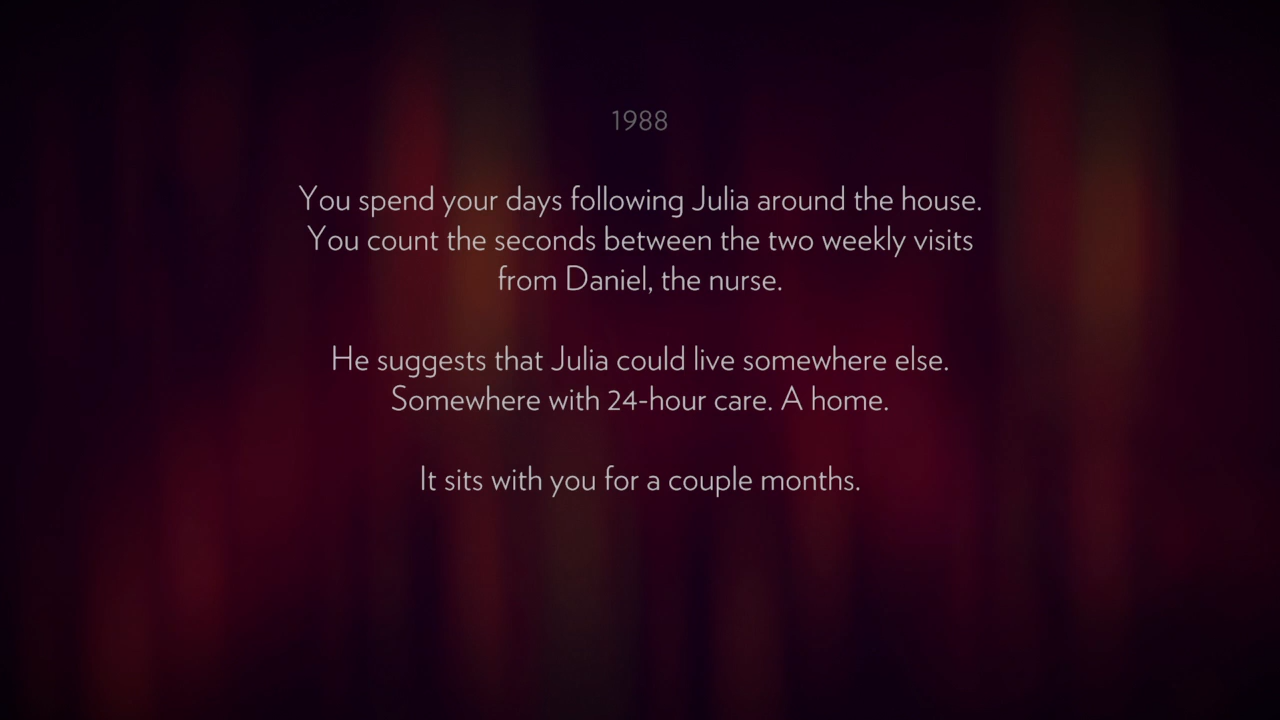 1988
You spend your days following Julia around the house.
You count the seconds between the two weekly visits
from Daniel, the nurse.
He suggests that Julia could live somewhere else.
Somewhere with 24-hour care. A home.
It sits with you for a couple months.